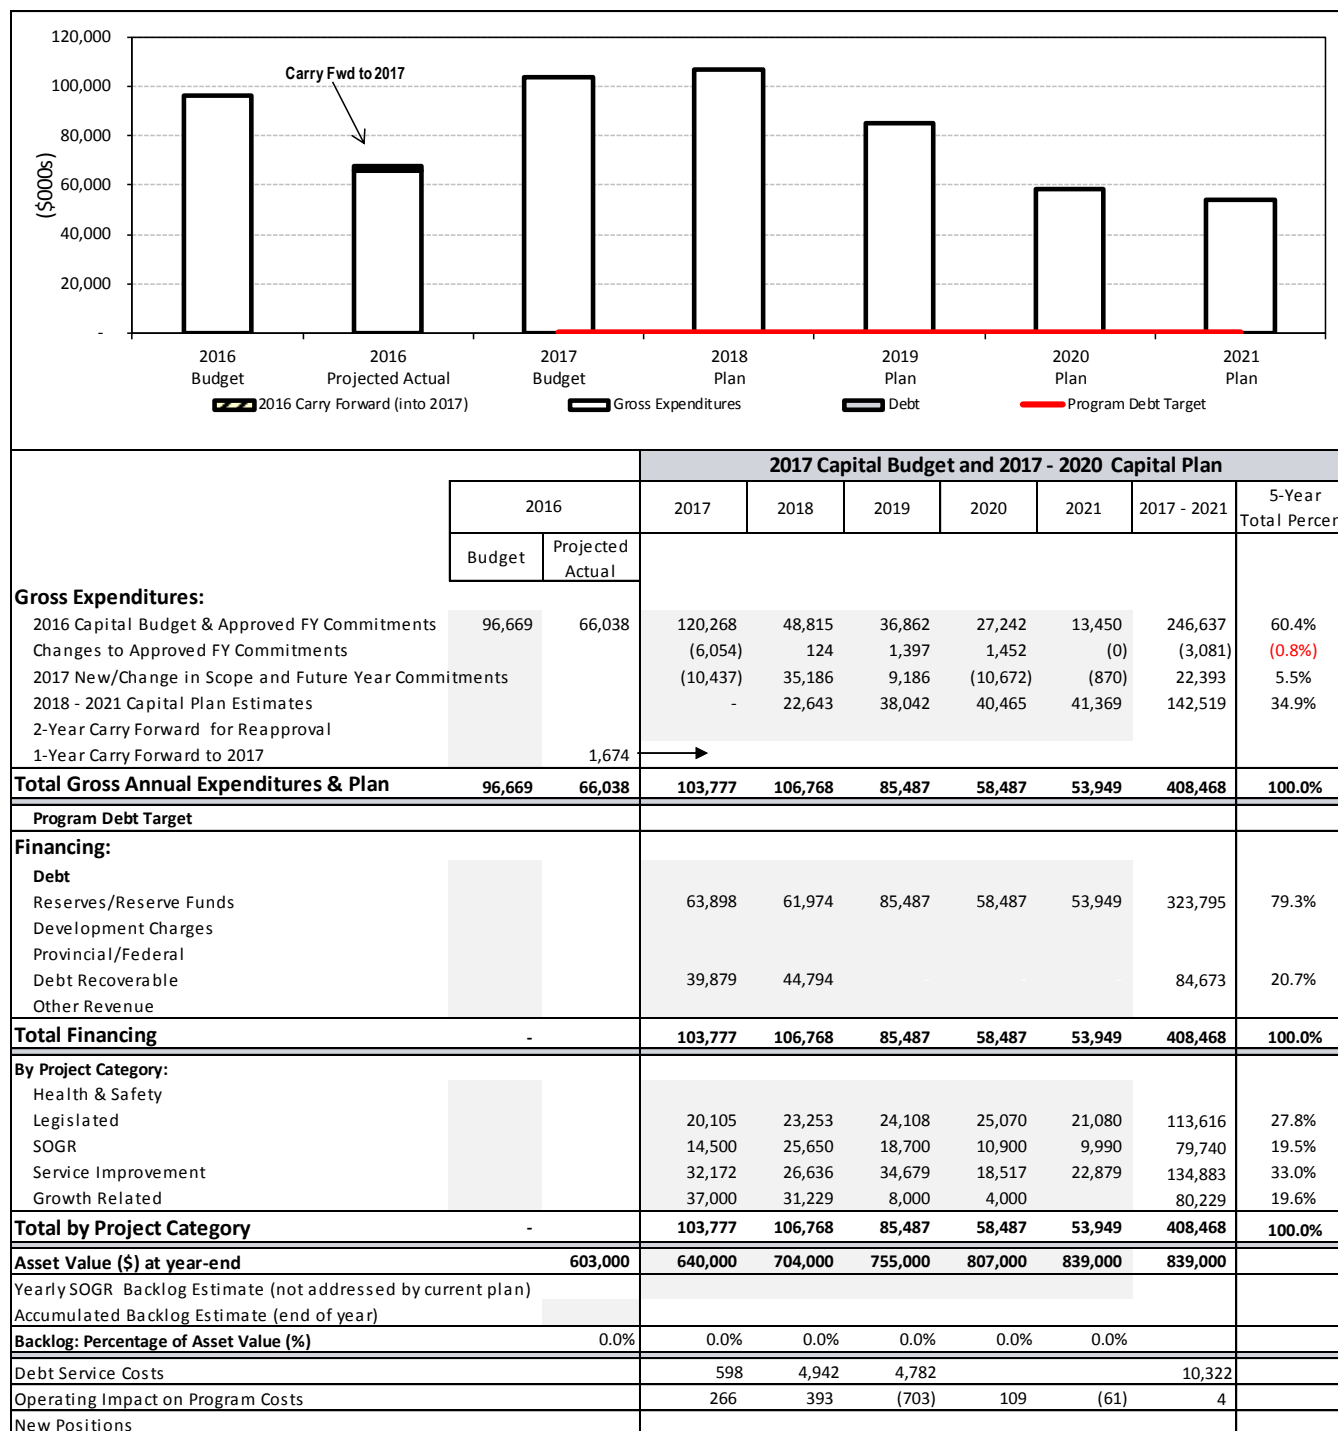 120,000
100,000
80,000
60,000
40,000
20,000
-
($000s)
Carry Fwd to 2017
2016 2016 2017 2018 2019 2020 2021
Budget Projected Actual Budget Plan Plan Plan Plan
2016 Carry Forward (into 2017) Gross Expenditures Debt Program Debt Target
2017 Capital Budget and 2017 - 2020 Capital Plan
2016 2017 2018 2019 2020 2021 2017 - 2021 5-Year
Total Percen
Budget Projected
Actual
Gross Expenditures:
2016 Capital Budget & Approved FY Commitments 96,669 66,038 120,268 48,815 36,862 27,242 13,450 246,637 60.4%
Changes to Approved FY Commitments (6,054) 124 1,397 1,452 (0) (3,081) (0.8%)
2017 New/Change in Scope and Future Year Commitments (10,437) 35,186 9,186 (10,672) (870) 22,393 5.5%
2018 - 2021 Capital Plan Estimates - 22,643 38,042 40,465 41,369 142,519 34.9%
2-Year Carry Forward for Reapproval
1-Year Carry Forward to 2017 1,674
Total Gross Annual Expenditures & Plan 96,669 66,038 103,777 106,768 85,487 58,487 53,949 408,468 100.0%
Program Debt Target
Financing:
Debt
Reserves/Reserve Funds 63,898 61,974 85,487 58,487 53,949 323,795 79.3%
Development Charges
Provincial/Federal
Debt Recoverable 39,879 44,794 84,673 20.7%
Other Revenue
Total Financing - 103,777 106,768 85,487 58,487 53,949 408,468 100.0%
By Project Category:
Health & Safety
Legislated 20,105 23,253 24,108 25,070 21,080 113,616 27.8%
SOGR 14,500 25,650 18,700 10,900 9,990 79,740 19.5%
Service Improvement 32,172 26,636 34,679 18,517 22,879 134,883 33.0%
Growth Related 37,000 31,229 8,000 4,000 80,229 19.6%
Total by Project Category - 103,777 106,768 85,487 58,487 53,949 408,468 100.0%
Asset Value ($) at year-end 603,000 640,000 704,000 755,000 807,000 839,000 839,000
Yearly SOGR Backlog Estimate (not addressed by current plan)
Accumulated Backlog Estimate (end of year)
Backlog: Percentage of Asset Value (%) 0.0% 0.0% 0.0% 0.0% 0.0% 0.0%
Debt Service Costs 598 4,942 4,782 10,322
Operating Impact on Program Costs 266 393 (703) 109 (61) 4
New Positions